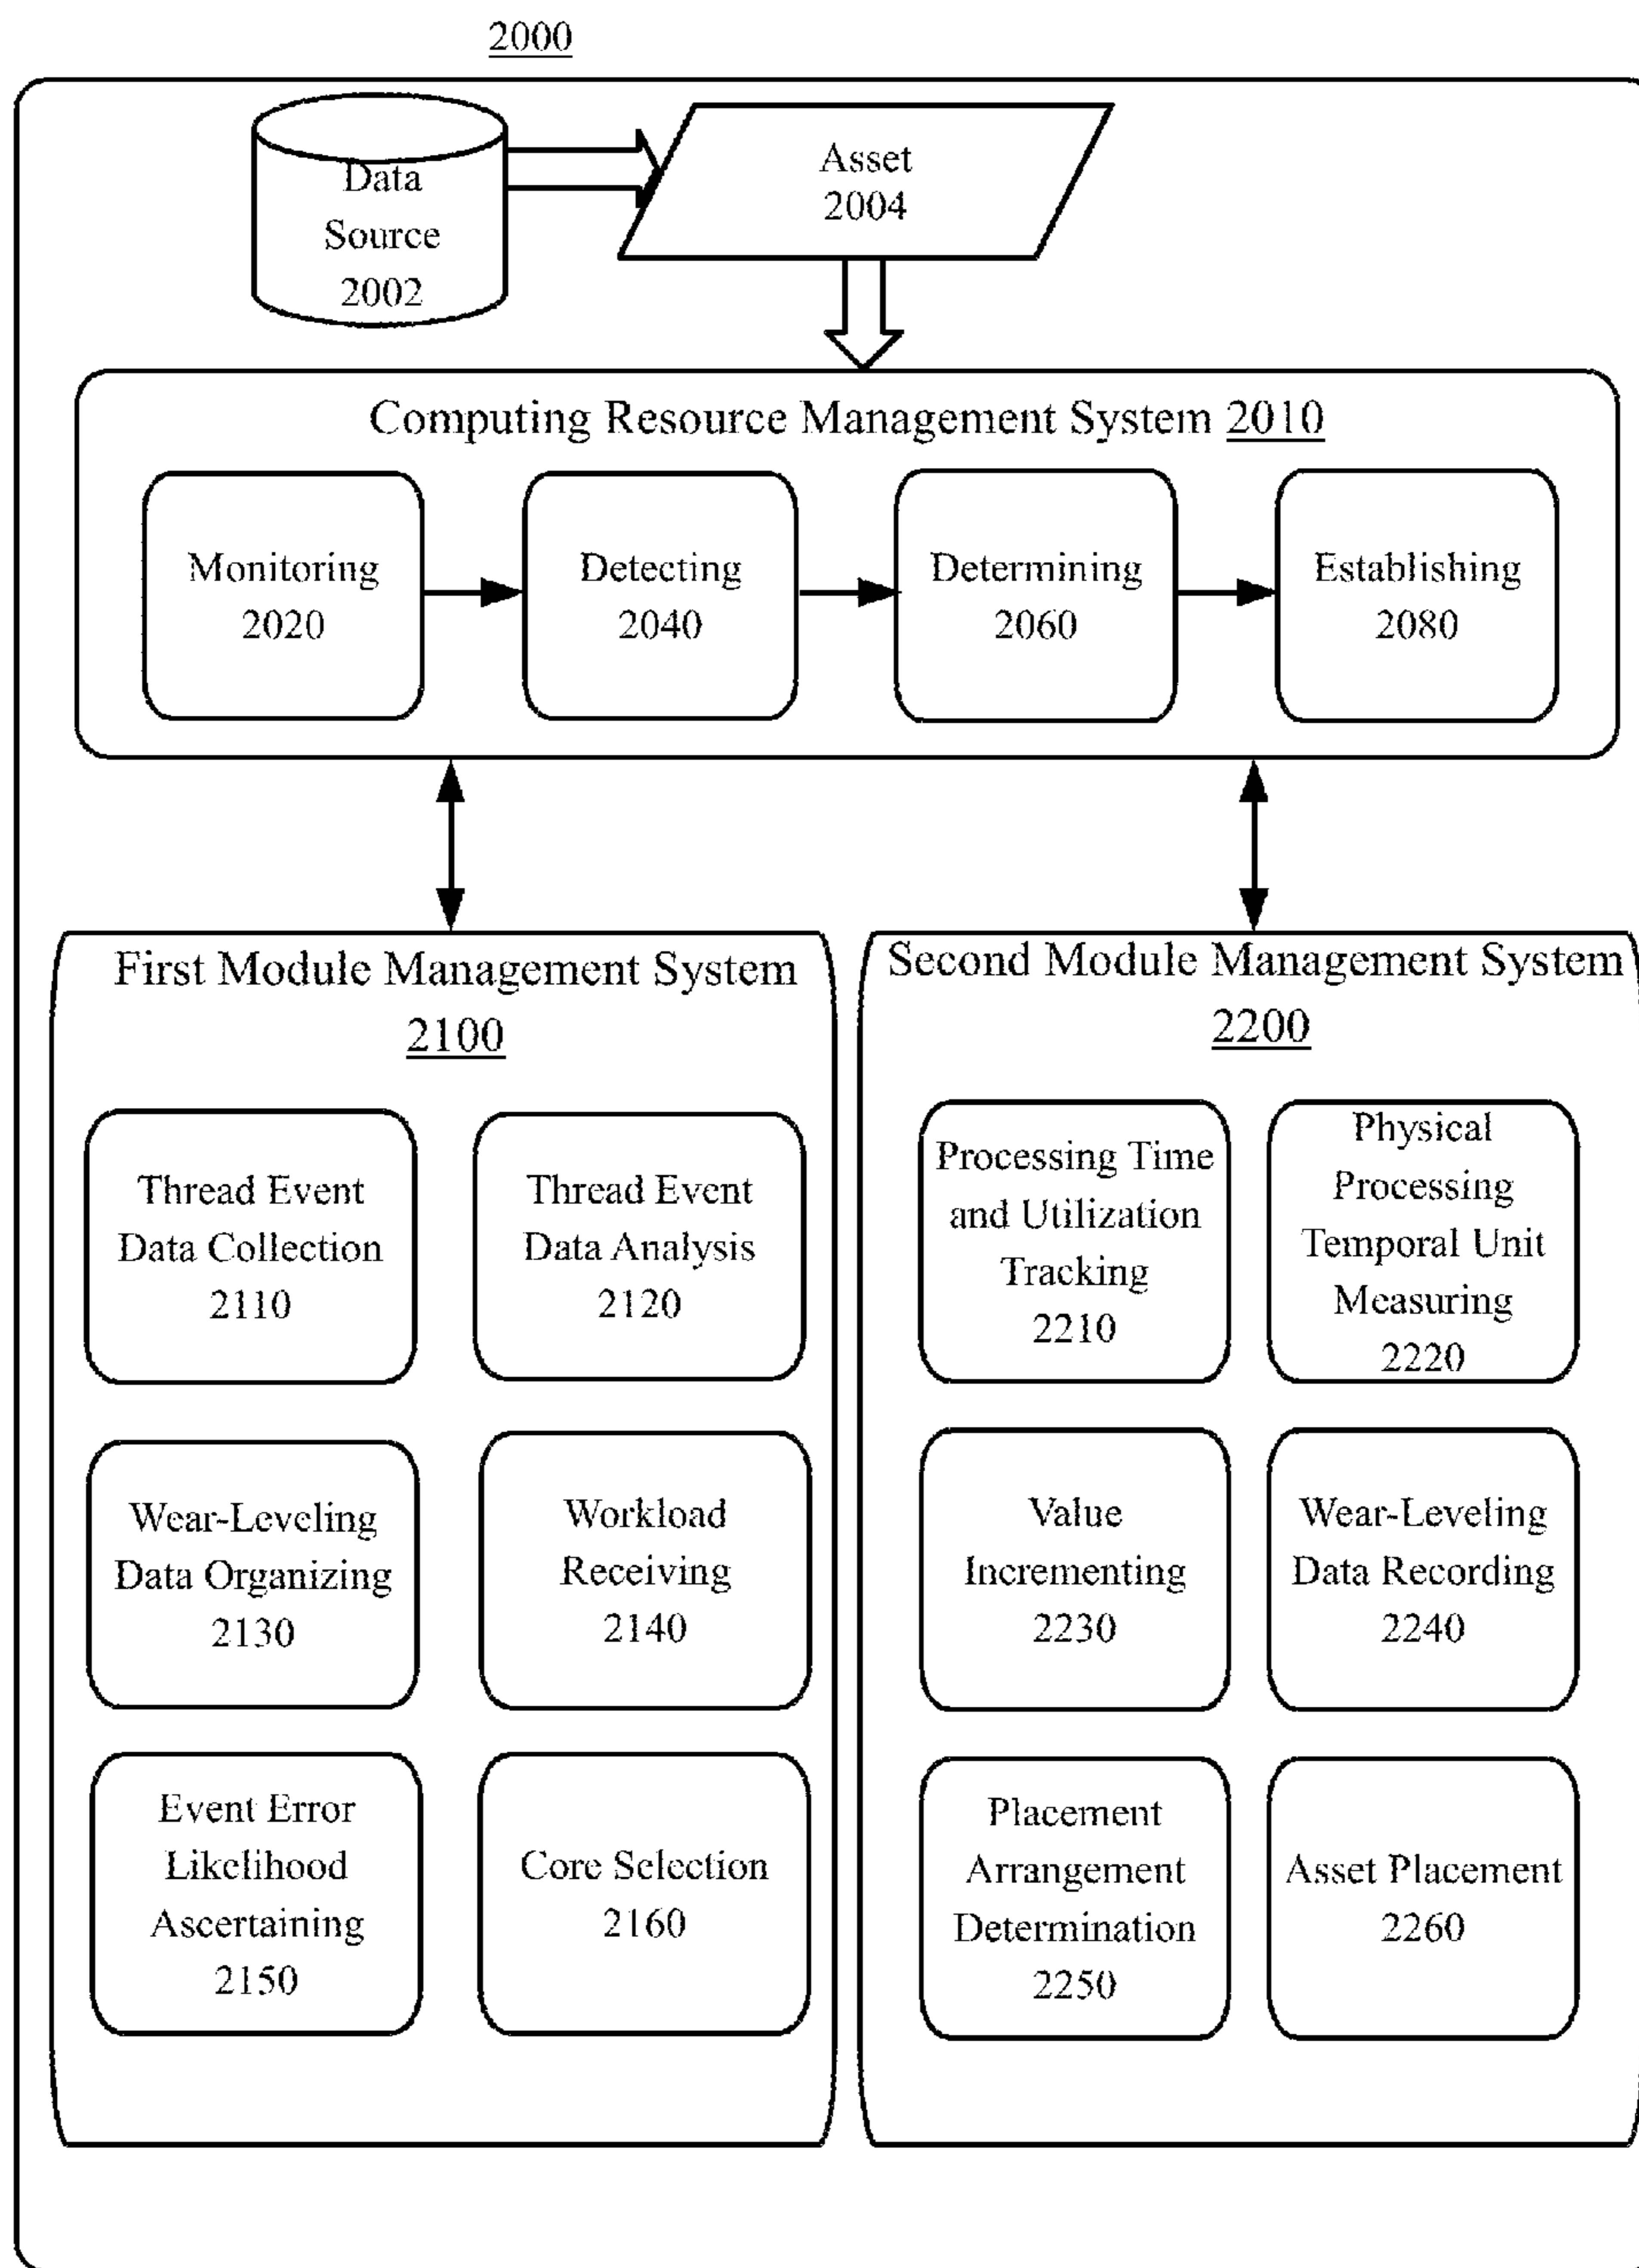 2000
Data
Source
2002
Asset
2004
Computing Resource Management System 2010
Monitoring
2020
Detecting
2040
Determining
2060
Establishing
2080
First Module Management System
2100
Thread Event
Data Collection
2110
Thread Event
Data Analysis
2120
Wear-Leveling
Data Organizing
2130
Workload
Receiving
2140
Event Error
Likelihood
Ascertaining
2150
Core Selection
2160
Second Module Management System
2200
Processing Time
and Utilization
Tracking
2210
Physical
Processing
Temporal Unit
Measuring
2220
Value
Incrementing
2230
Wear-Leveling
Data Recording
2240
Placement
Arrangement
Determination
2250
Asset Placement
2260